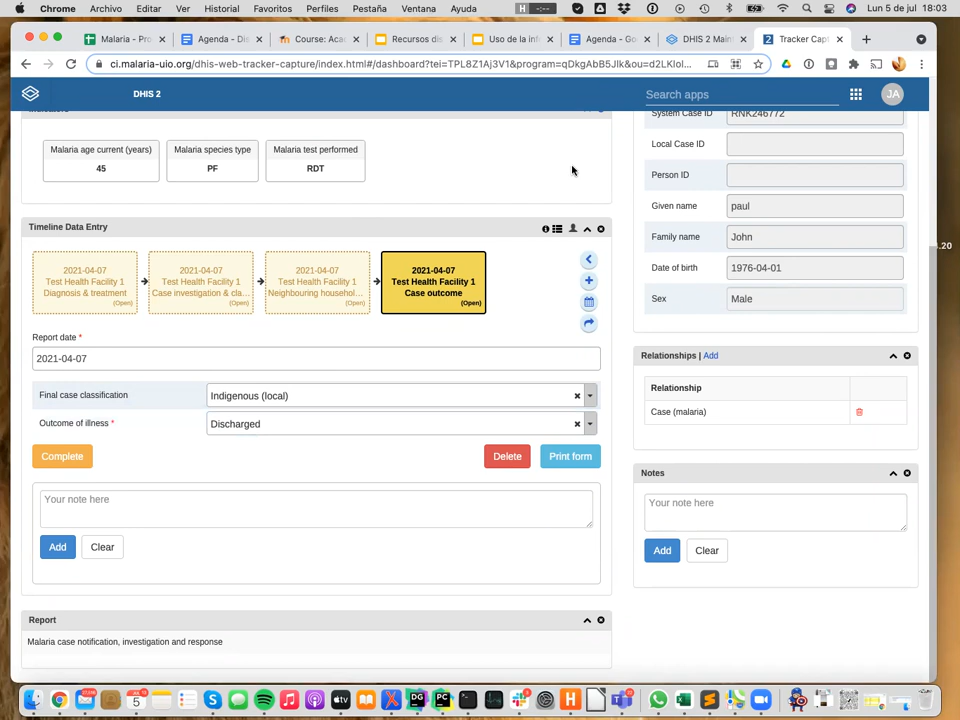 Chrome Archivo Editar Ver Historial Favoritos Perfiles Pestaña Ventana Ayuda Lun 5 de jul 18:03
Malaria - Pro Agenda - Di Course: Aca Recursos di Uso de la inf Agenda - Go DHIS 2 Main Tracker Cap
ci.malaria-uio.org/dhis-web-tracker-capture/index.html#/dashboard?tei=TPL8Z1Aj3V1&program=qDkgAbB5Jlk&ou=d2LKIol...
DHIS 2 Search apps JA
Indicators
Malaria age current (years)
45
Malaria species type
PF
Malaria test performed
RDT
Timeline Data Entry
2021-04-07
Test Health Facility 1
Diagnosis & treatment
(Open)
2021-04-07
Test Health Facility 1
Case investigation & cla...
(Open)
2021-04-07
Test Health Facility 1
Neighbouring househol...
(Open)
2021-04-07
Test Health Facility 1
Case outcome
(Open)
Report date *
2021-04-07
Final case classification Indigenous (local)
Outcome of illness * Discharged
Complete Delete Print form
Your note here
Add Clear
Report
Malaria case notification, investigation and response
System Case ID RNK246772
Local Case ID
Person ID
Given name paul
Family name John
Date of birth 1976-04-01
Sex Male
Relationships | Add
Relationship
Case (malaria)
Notes
Your note here
Add Clear
.20